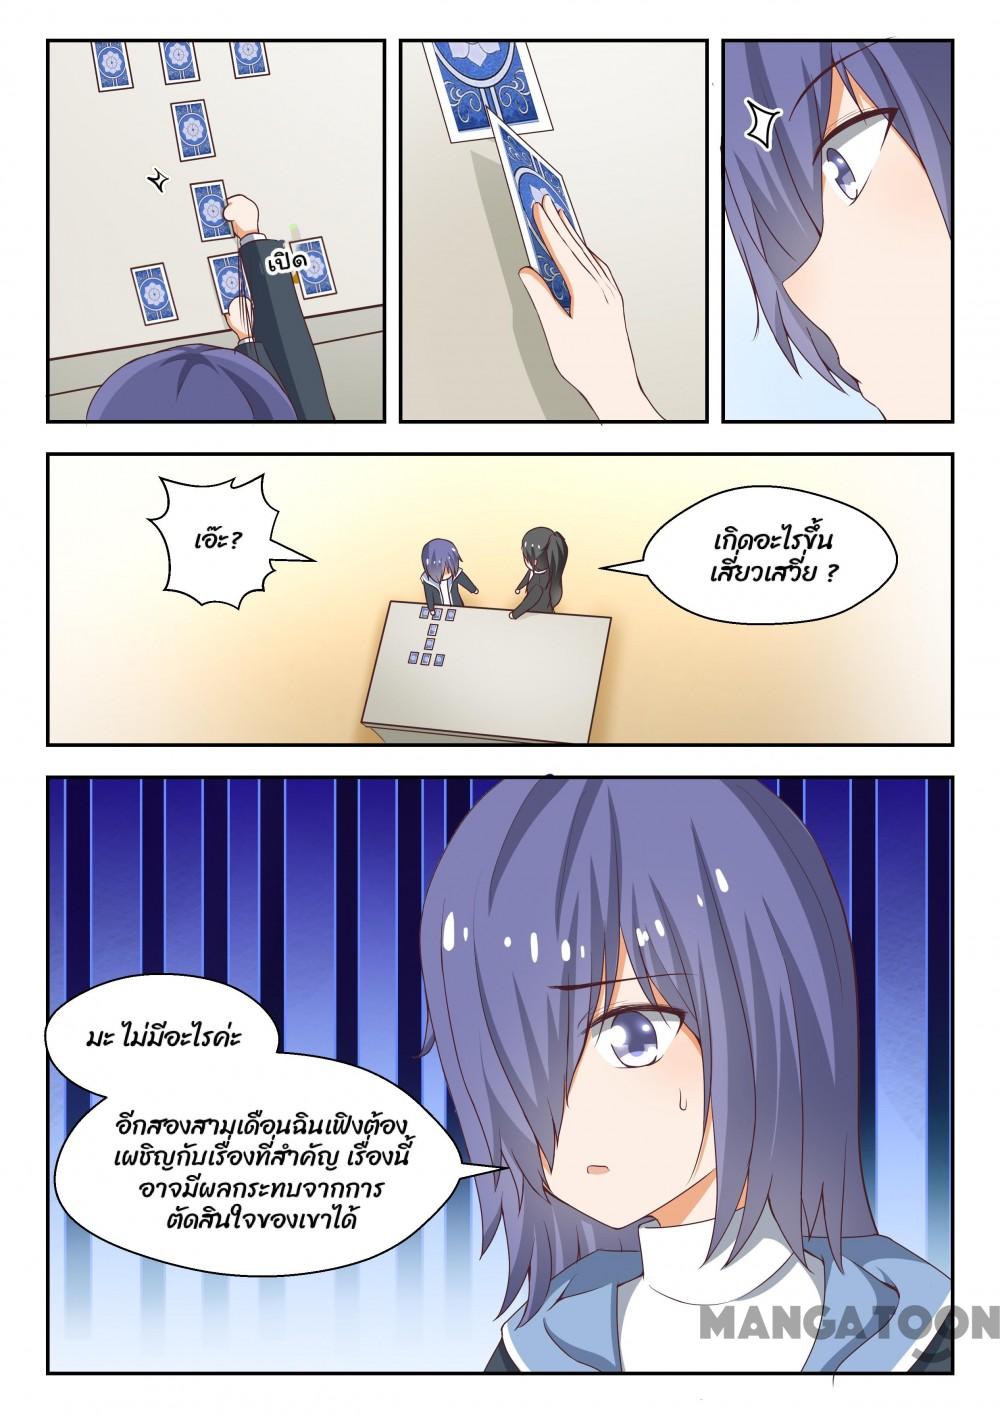 เปิด
เอ๊ะ?
เกิดอะไรขึ้น
เสี่ยวเสวี่ย ?
มะ ไม่มีอะไรค่ะ
อีกสองสามเดือนฉินเฟิงต้อง
เผชิญกับเรื่องที่สำคัญ เรื่องนี้
อาจมีผลกระทบจากการ
ตัดสินใจของเขาได้
MANGATOON